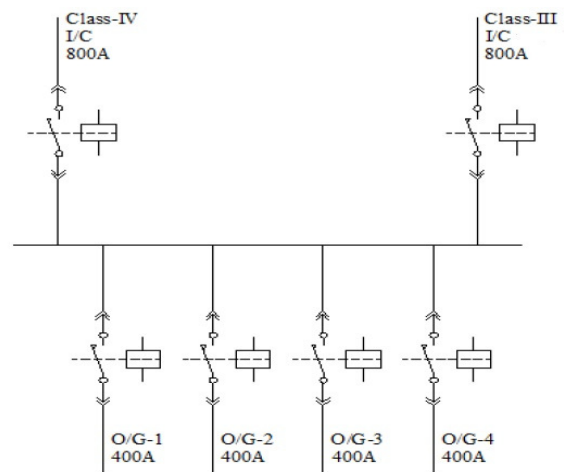 Class-IV
I/C
800A
Class-III
I/C
800A
O/G-1
400A
O/G-2
400A
O/G-3
400A
O/G-4
400A